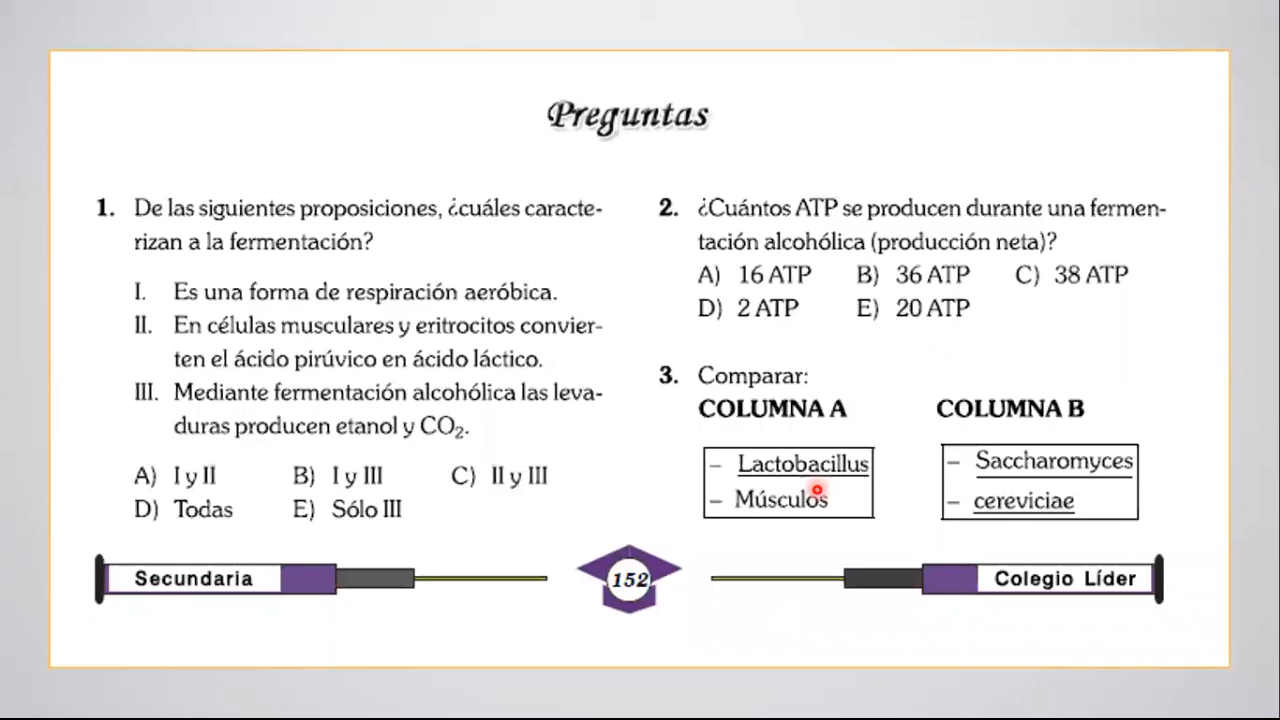 Preguntas
1. De las siguientes proposiciones, ¿cuáles caracte-
rizan a la fermentación?
I. Es una forma de respiración aeróbica.
II. En células musculares y eritrocitos convier-
ten el ácido pirúvico en ácido láctico.
III. Mediante fermentación alcohólica las leva-
duras producen etanol y CO₂.
A) I y II B) I y III C) II y III
D) Todas E) Sólo III
2. ¿Cuántos ATP se producen durante una fermen-
tación alcohólica (producción neta)?
A) 16 ATP B) 36 ATP C) 38 ATP
D) 2 ATP E) 20 ATP
3. Comparar:
COLUMNA A COLUMNA B
– Lactobacillus – Saccharomyces
– Músculos – cereviciae
Secundaria 152 Colegio Líder